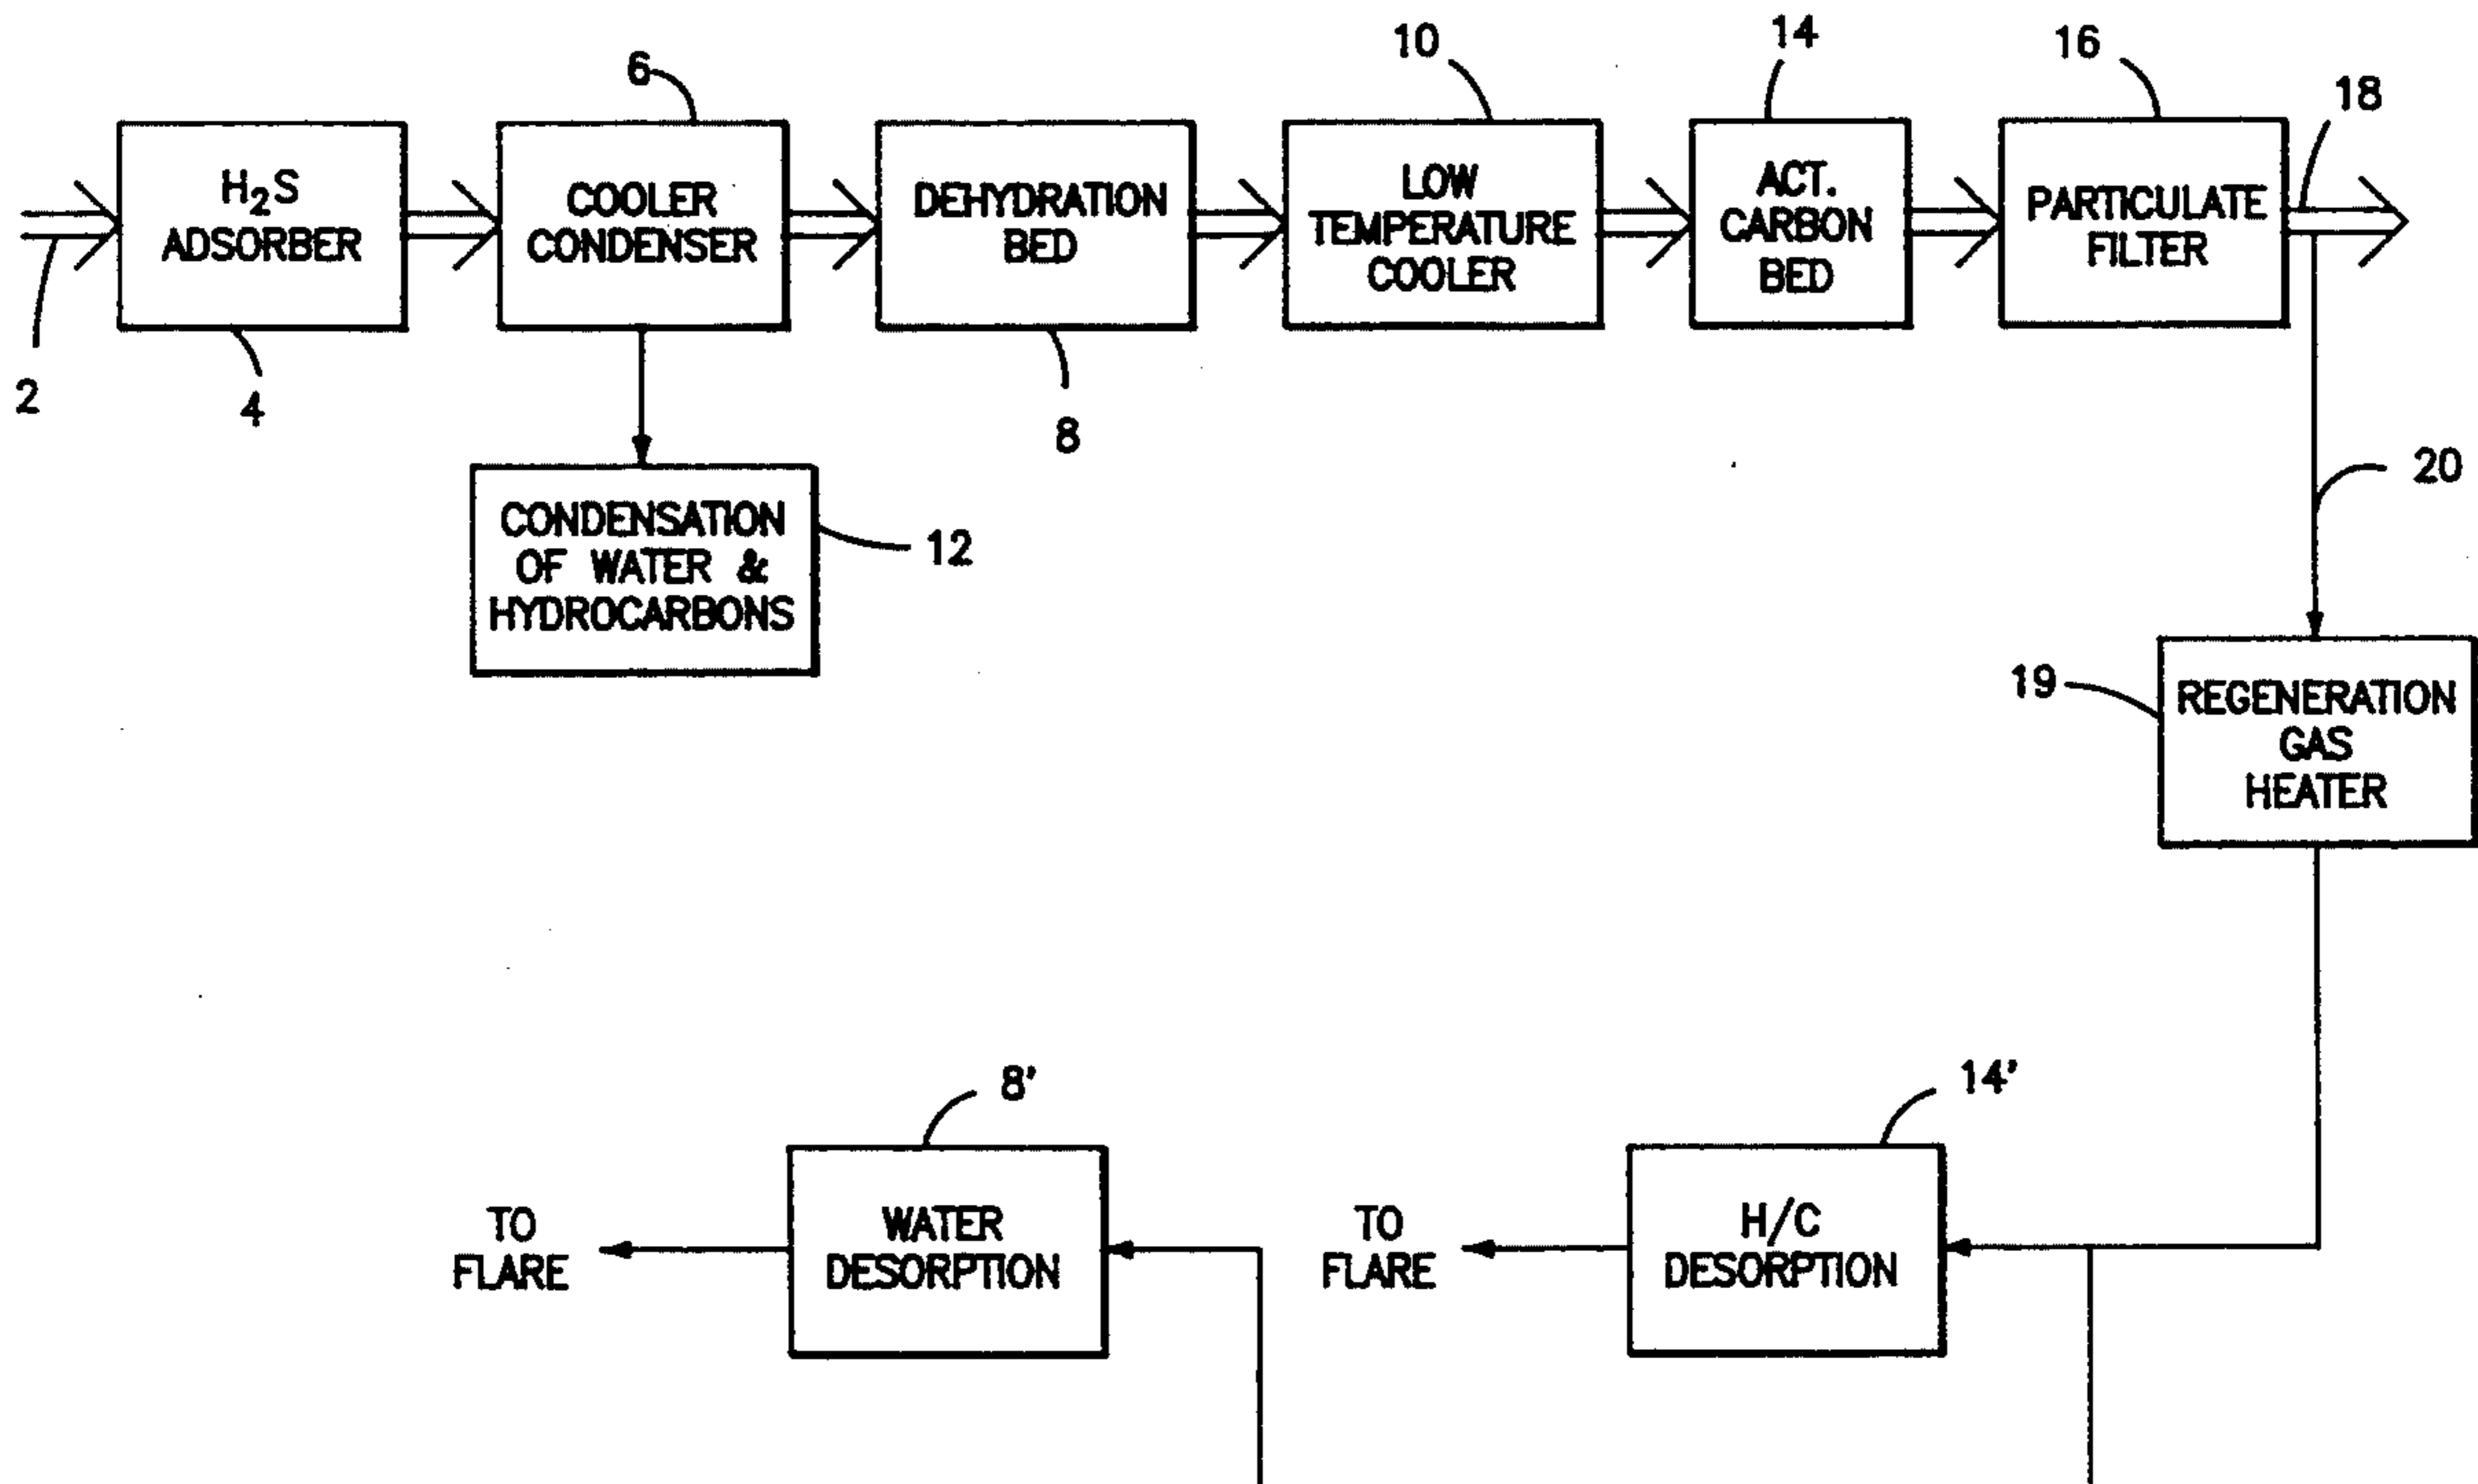 6
10
14
16
18
H₂S
ADSORBER
COOLER
CONDENSER
DEHYDRATION
BED
LOW
TEMPERATURE
COOLER
ACT.
CARBON
BED
PARTICULATE
FILTER
2
4
8
20
CONDENSATION
OF WATER &
HYDROCARBONS
12
19
REGENERATION
GAS
HEATER
8'
14'
TO
FLARE
WATER
DESORPTION
TO
FLARE
H/C
DESORPTION